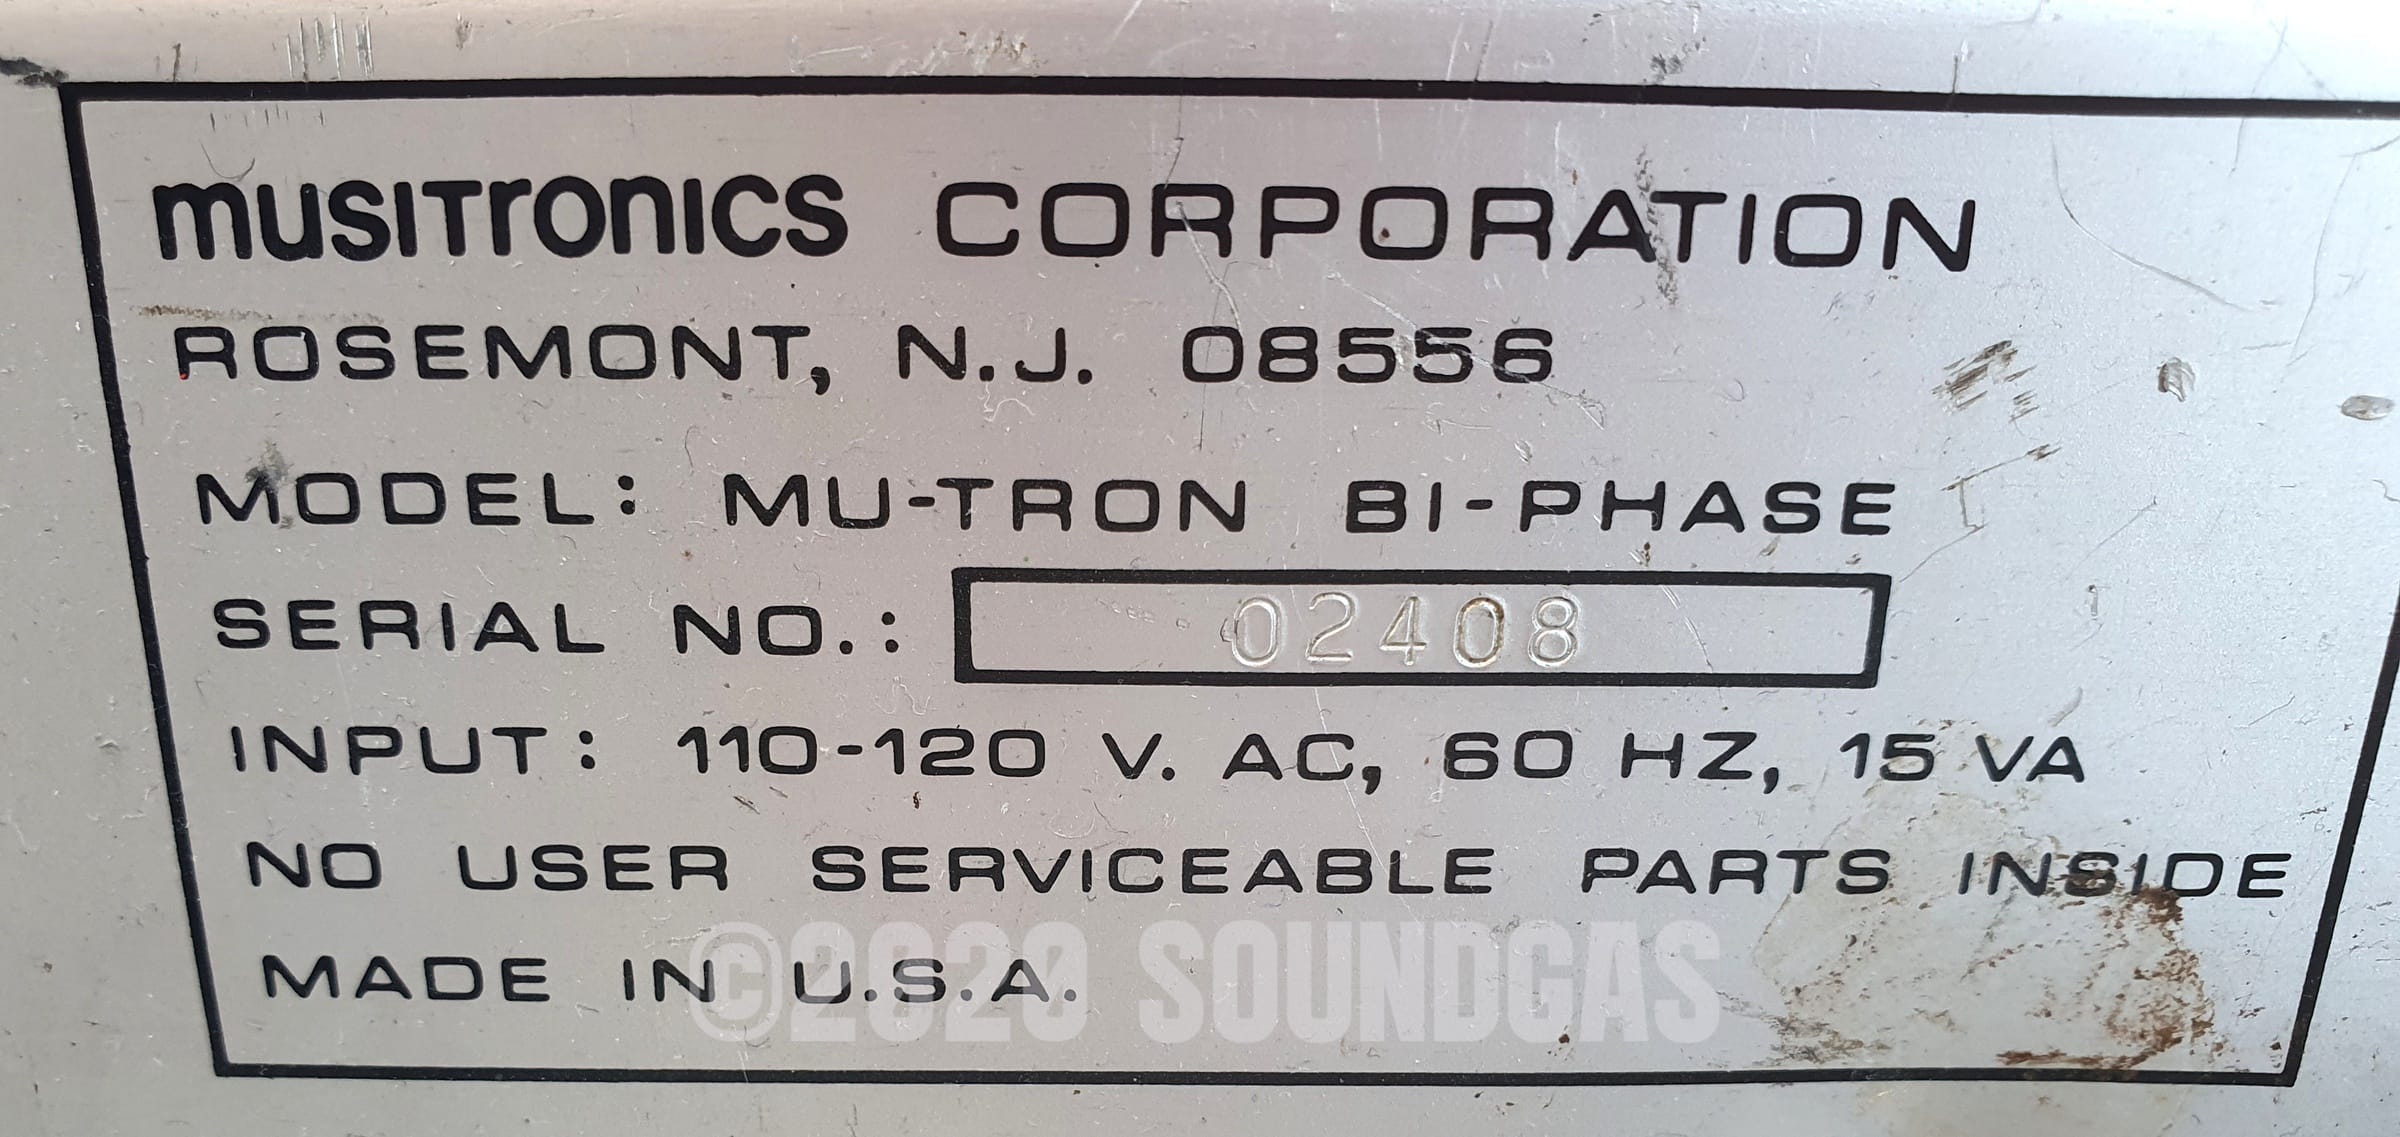 musiTronics CORPORATION
ROSEMONT, N.J. 08556
MODEL: MU-TRON BI-PHASE
SERIAL NO.: 02408
INPUT: 110-120 V. AC, 60 HZ, 15 VA
NO USER SERVICEABLE PARTS INSIDE
MADE IN U.S.A.
©2020 SOUNDGAS